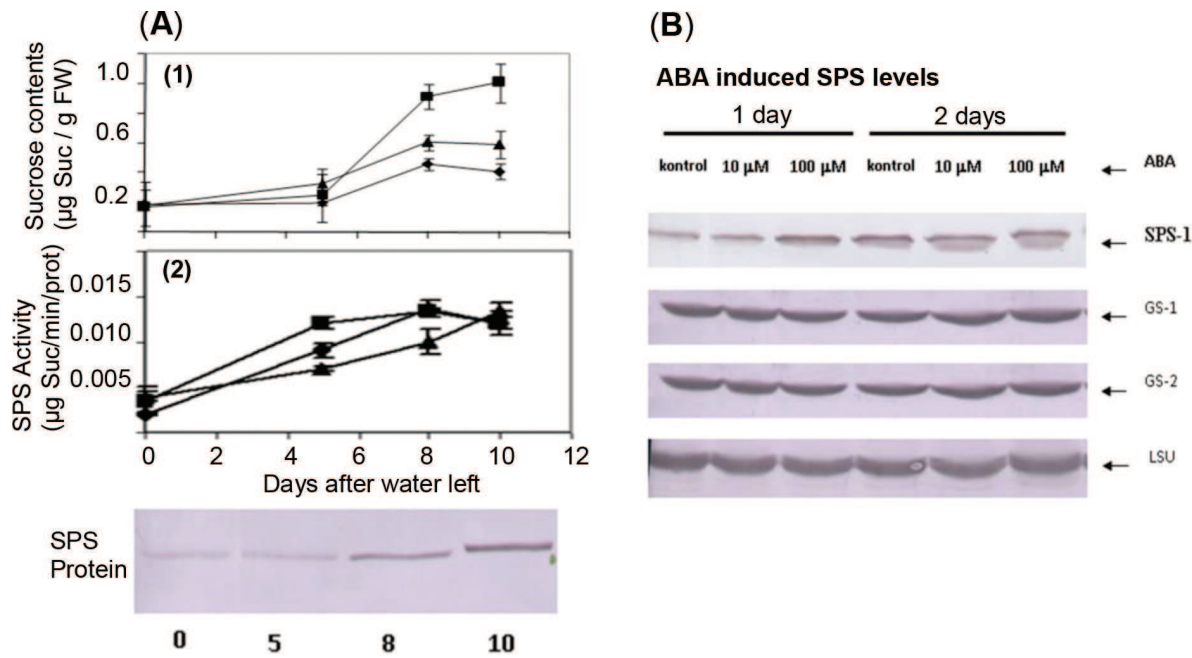 (A)
(1)
Sucrose contents
(µg Suc / g FW)
1.0
0.6
0.2
(2)
SPS Activity
(µg Suc/min/prot)
0.015
0.010
0.005
0 2 4 6 8 10 12
Days after water left
SPS
Protein
0 5 8 10
(B)
ABA induced SPS levels
1 day 2 days
kontrol 10 µM 100 µM kontrol 10 µM 100 µM ABA
SPS-1
GS-1
GS-2
LSU